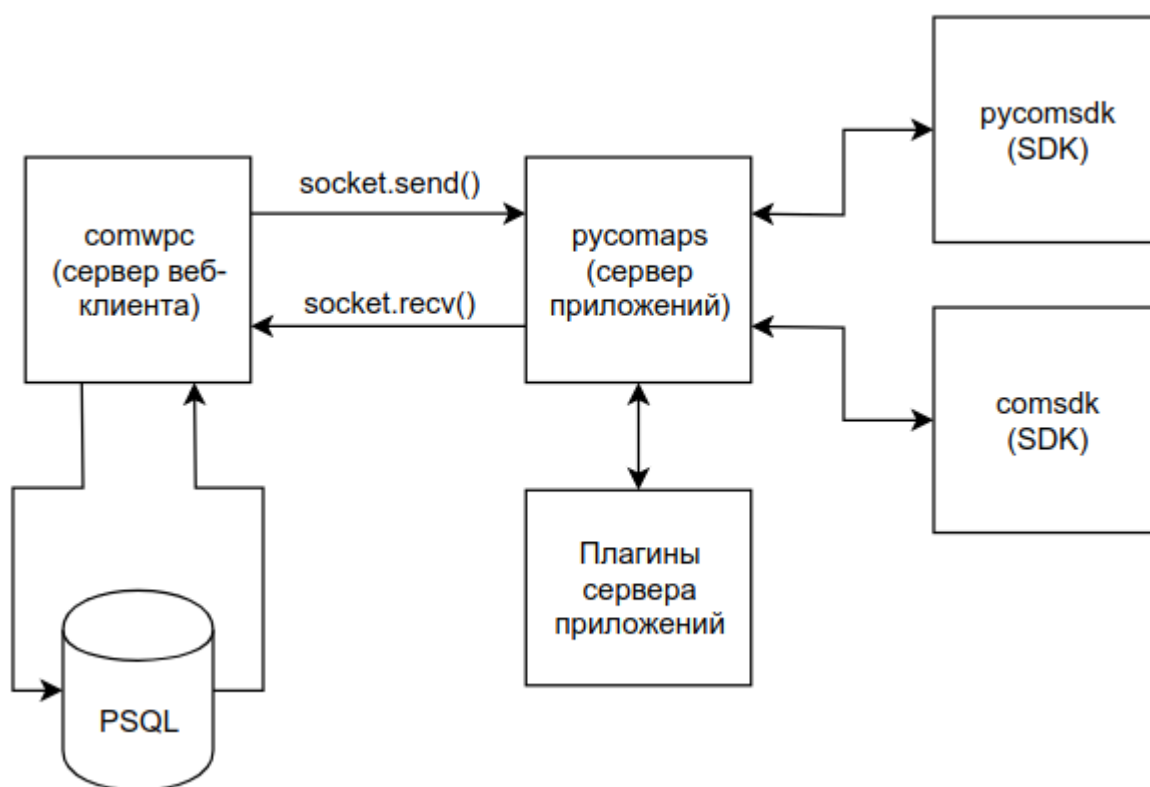 pycomsdk
(SDK)
socket.send()
comwpc
(сервер веб-
клиента)
pycomaps
(сервер
приложений)
socket.recv()
comsdk
(SDK)
Плагины
сервера
приложений
PSQL